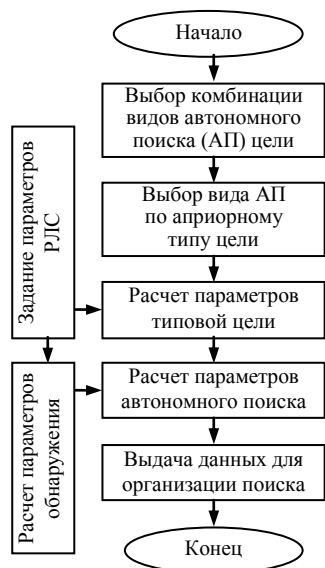 Начало
Выбор комбинации
видов автономного
поиска (АП) цели
Выбор вида АП
по априорному
типу цели
Задание параметров
РЛС
Расчет параметров
типовой цели
Расчет параметров
обнаружения
Расчет параметров
автономного поиска
Выдача данных для
организации поиска
Конец